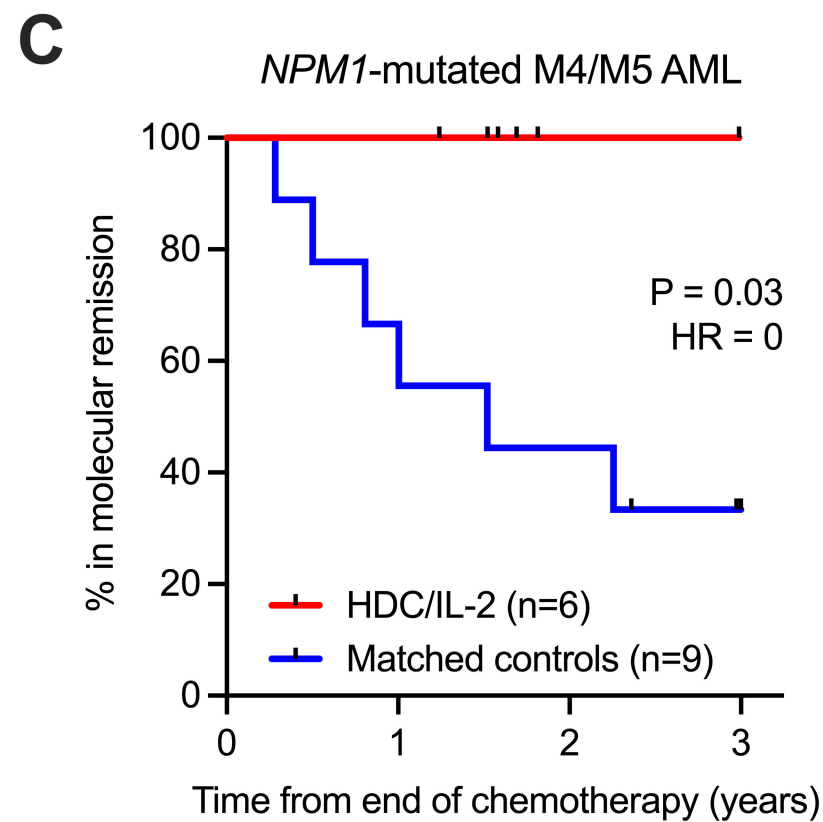 C
NPM1-mutated M4/M5 AML
100
80
60
40
20
0
% in molecular remission
P = 0.03
HR = 0
HDC/IL-2 (n=6)
Matched controls (n=9)
0 1 2 3
Time from end of chemotherapy (years)